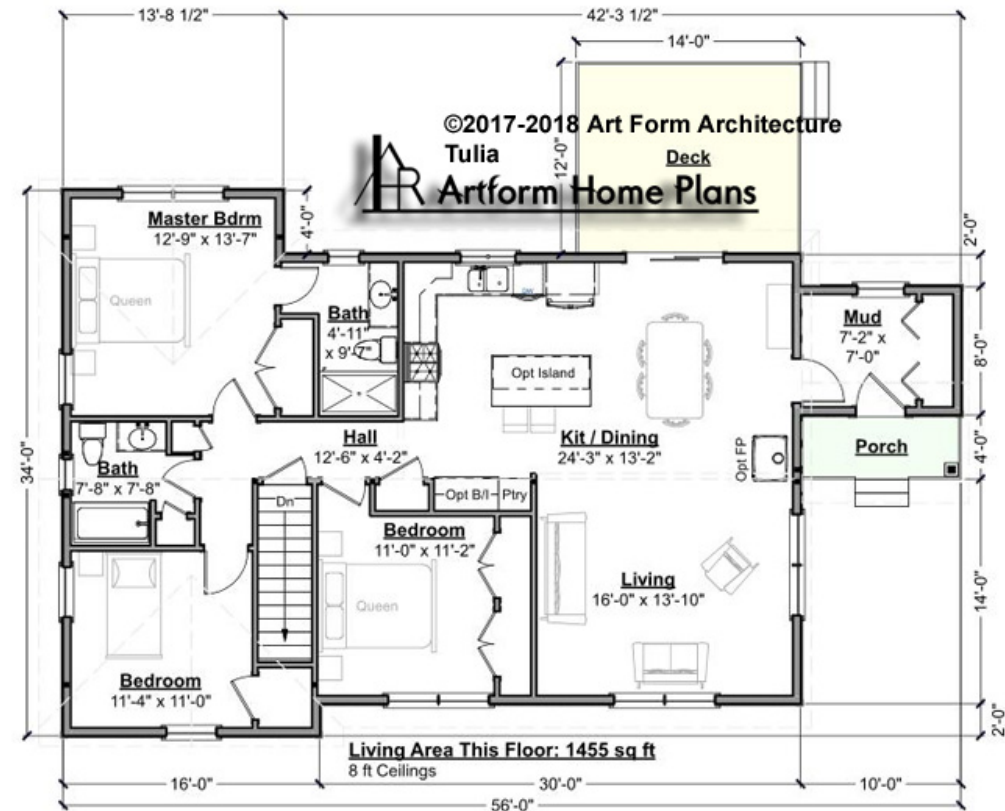 13'-8 1/2"
42'-3 1/2"
14'-0"
12'-0"
©2017-2018 Art Form Architecture
Tulia
Deck
Artform Home Plans
Master Bdrm
12'-9" x 13'-7"
4'-0"
2'-0"
Queen
Bath
4'-11"
x 9'-7"
DW
Mud
7'-2" x
7'-0"
8'-0"
Opt Island
34'-0"
Hall
12'-6" x 4'-2"
Kit / Dining
24'-3" x 13'-2"
Opt FP
Porch
4'-0"
Bath
7'-8" x 7'-8"
Dn
Opt B/I
Ptry
Bedroom
11'-0" x 11'-2"
Queen
Living
16'-0" x 13'-10"
14'-0"
Bedroom
11'-4" x 11'-0"
2'-0"
Living Area This Floor: 1455 sq ft
8 ft Ceilings
16'-0"
30'-0"
10'-0"
56'-0"